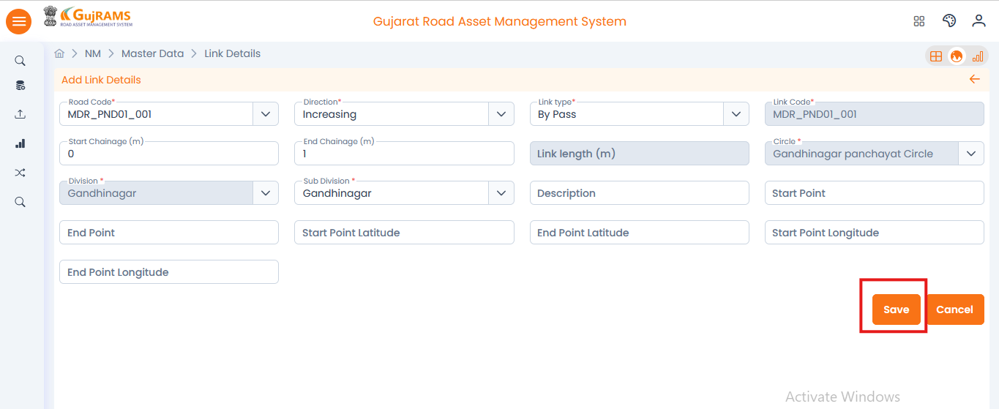 GujRAMS
ROAD ASSET MANAGEMENT SYSTEM
Gujarat Road Asset Management System
NM > Master Data > Link Details
Add Link Details
Road Code* Direction* Link type* Link Code*
MDR_PND01_001 Increasing By Pass MDR_PND01_001
Start Chainage (m) End Chainage (m) Circle *
0 1 Link length (m) Gandhinagar panchayat Circle
Division * Sub Division *
Gandhinagar Gandhinagar Description Start Point
End Point Start Point Latitude End Point Latitude Start Point Longitude
End Point Longitude
Save Cancel
Activate Windows